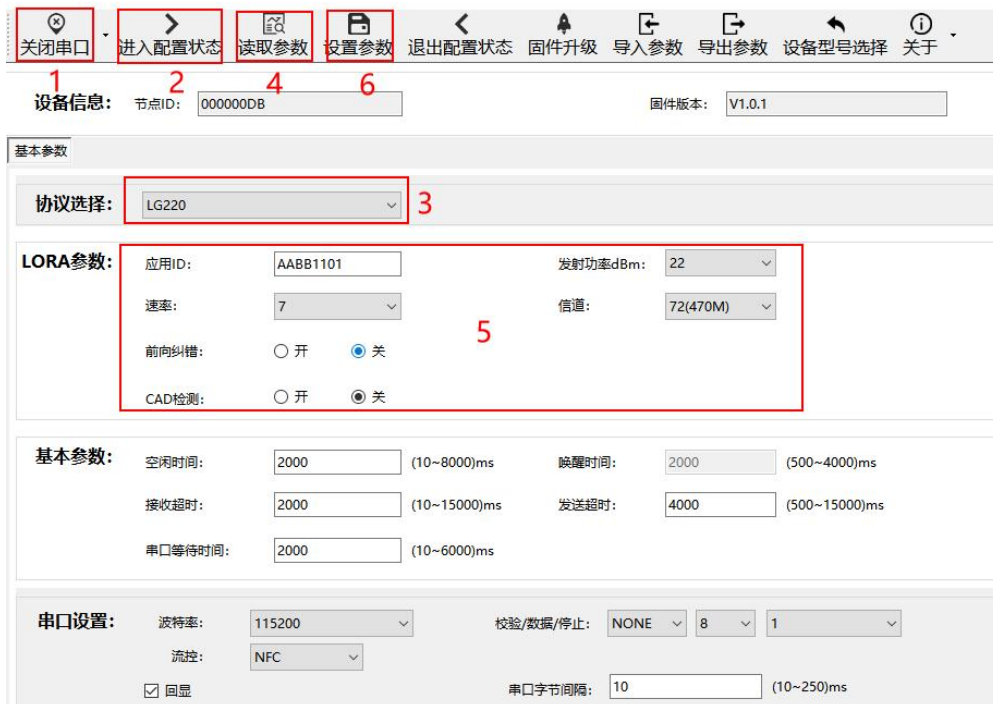 关闭串口 进入配置状态 读取参数 设置参数 退出配置状态 固件升级 导入参数 导出参数 设备型号选择 关于
1 2 4 6
设备信息: 节点ID: 000000DB 固件版本: V1.0.1
基本参数
协议选择: LG220 3
LORA参数: 应用ID: AABB1101 发射功率dBm: 22
速率: 7 信道: 72(470M)
5
前向纠错: 开 关
CAD检测: 开 关
基本参数: 空闲时间: 2000 (10~8000)ms 唤醒时间: 2000 (500~4000)ms
接收超时: 2000 (10~15000)ms 发送超时: 4000 (500~15000)ms
串口等待时间: 2000 (10~6000)ms
串口设置: 波特率: 115200 校验/数据/停止: NONE 8 1
流控: NFC
回显 串口字节间隔: 10 (10~250)ms